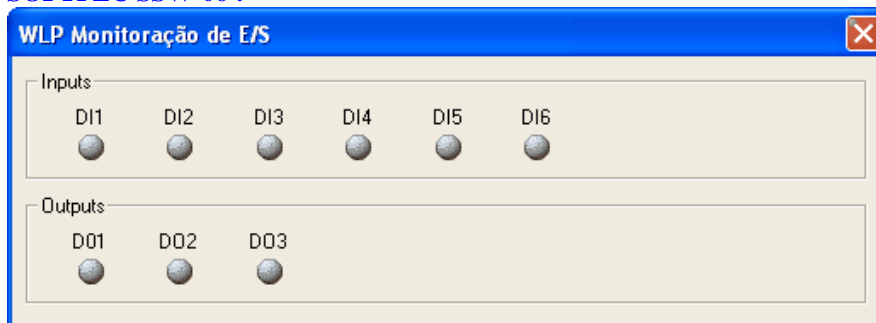 WLP Monitoração de E/S
Inputs
DI1 DI2 DI3 DI4 DI5 DI6
Outputs
DO1 DO2 DO3